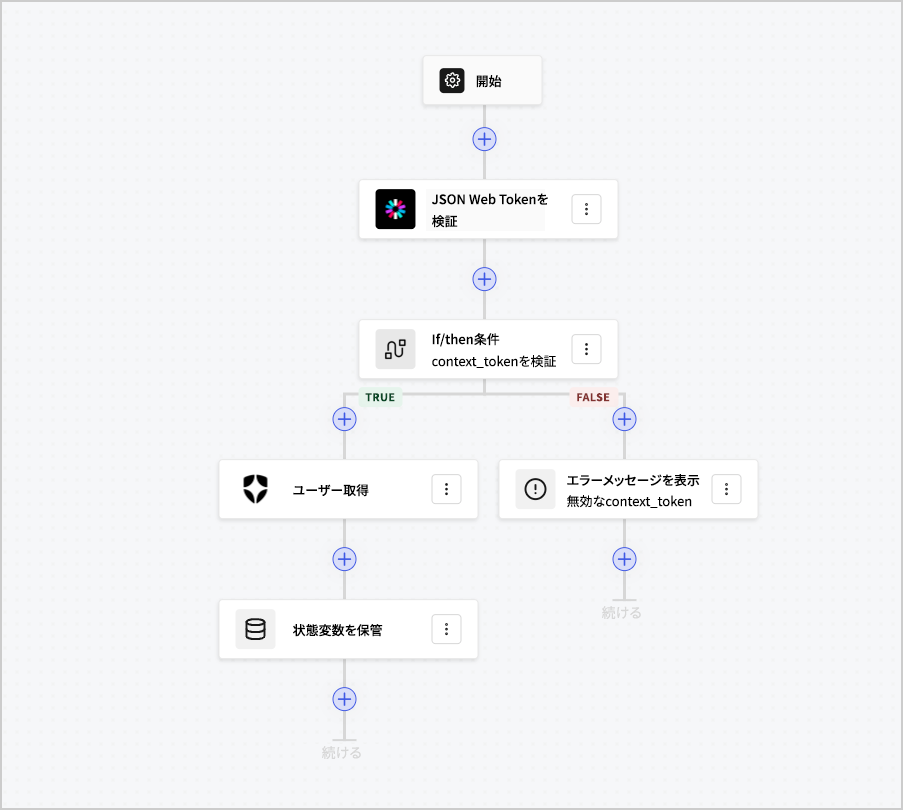 開始
JSON Web Tokenを
検証
If/then条件
context_tokenを検証
TRUE
FALSE
ユーザー取得
エラーメッセージを表示
無効なcontext_token
状態変数を保管
続ける
続ける